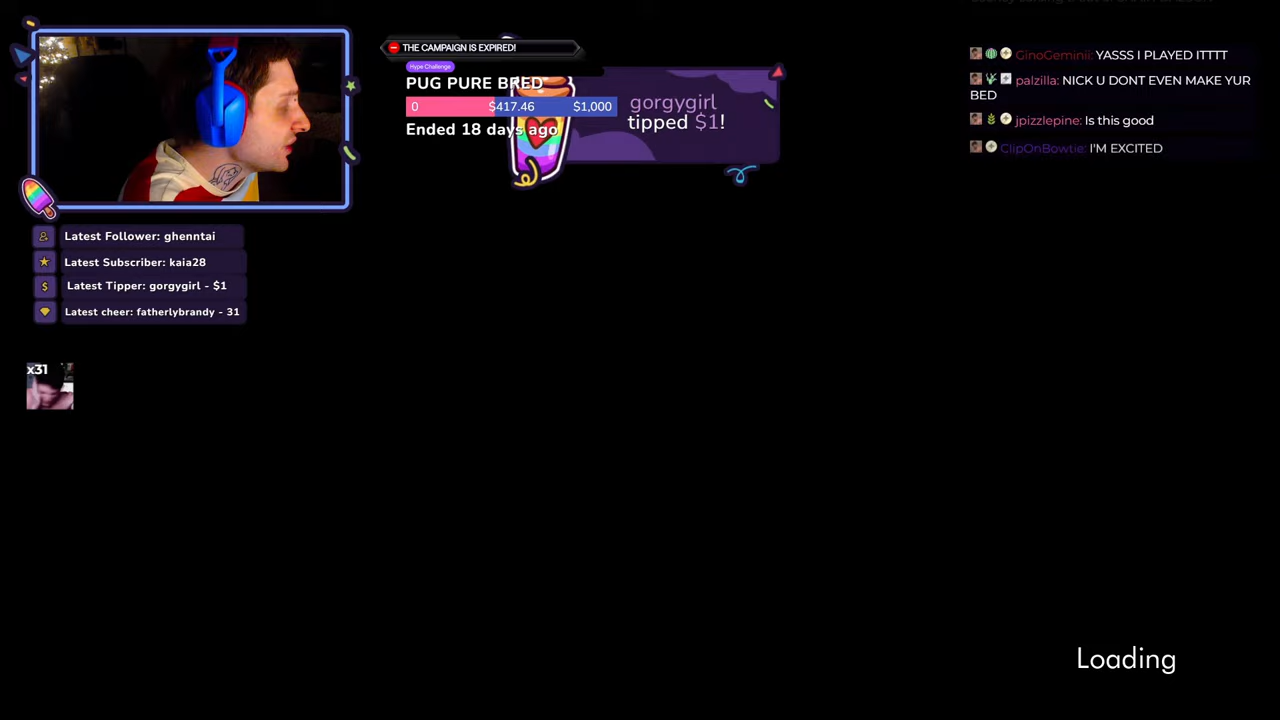 THE CAMPAIGN IS EXPIRED!
Hype Challenge
PUG PURE BRED
0 $417.46 $1,000
Ended 18 days ago
gorgygirl
tipped $1!
GinoGeminii: YASSS I PLAYED ITTTT
palzilla: NICK U DONT EVEN MAKE YUR
BED
jpizzlepine: Is this good
ClipOnBowtie: I'M EXCITED
Latest Follower: ghenntai
Latest Subscriber: kaia28
Latest Tipper: gorgygirl - $1
Latest cheer: fatherlybrandy - 31
x31
Loading